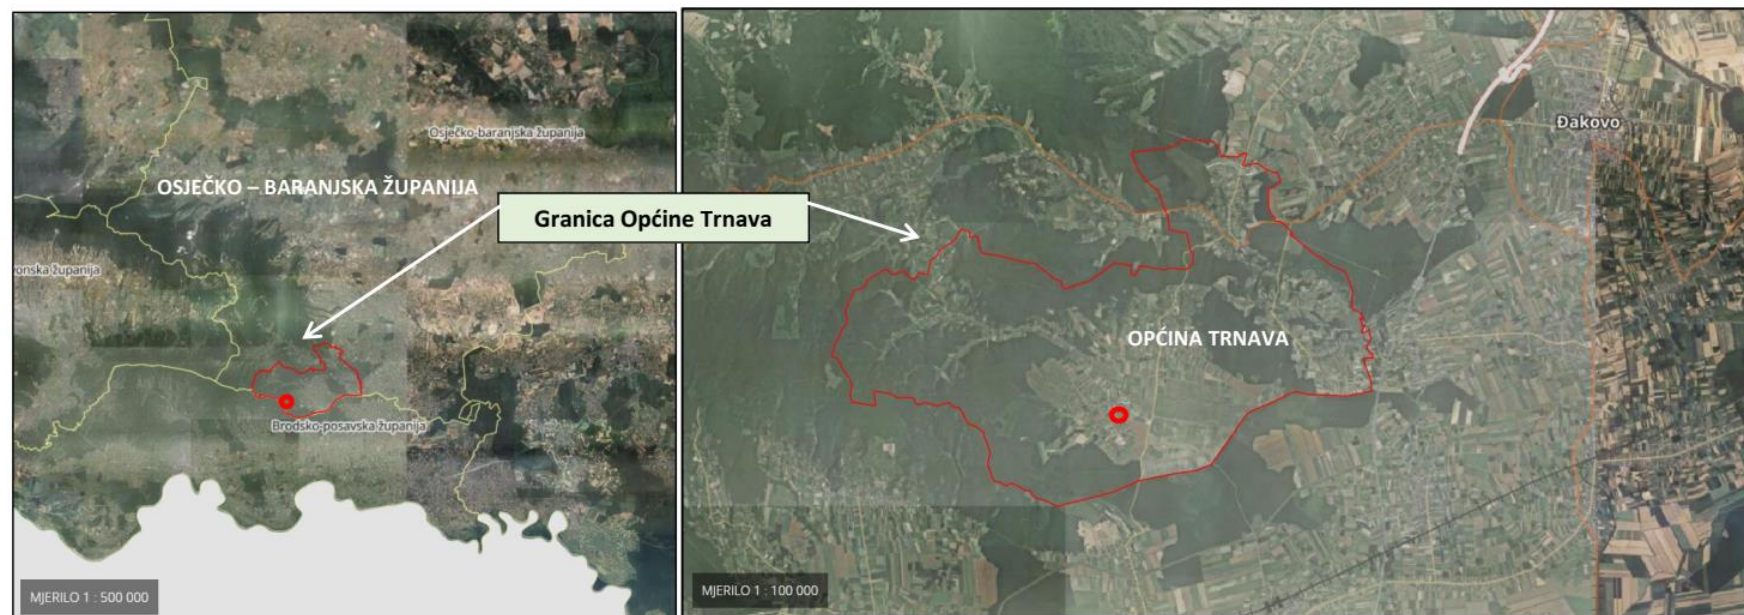 Osječko-baranjska županija
OSJEČKO – BARANJSKA ŽUPANIJA
vonska županija
Brodsko-posavska županija
MJERILO 1 : 500 000
Granica Općine Trnava
Đakovo
OPĆINA TRNAVA
MJERILO 1 : 100 000